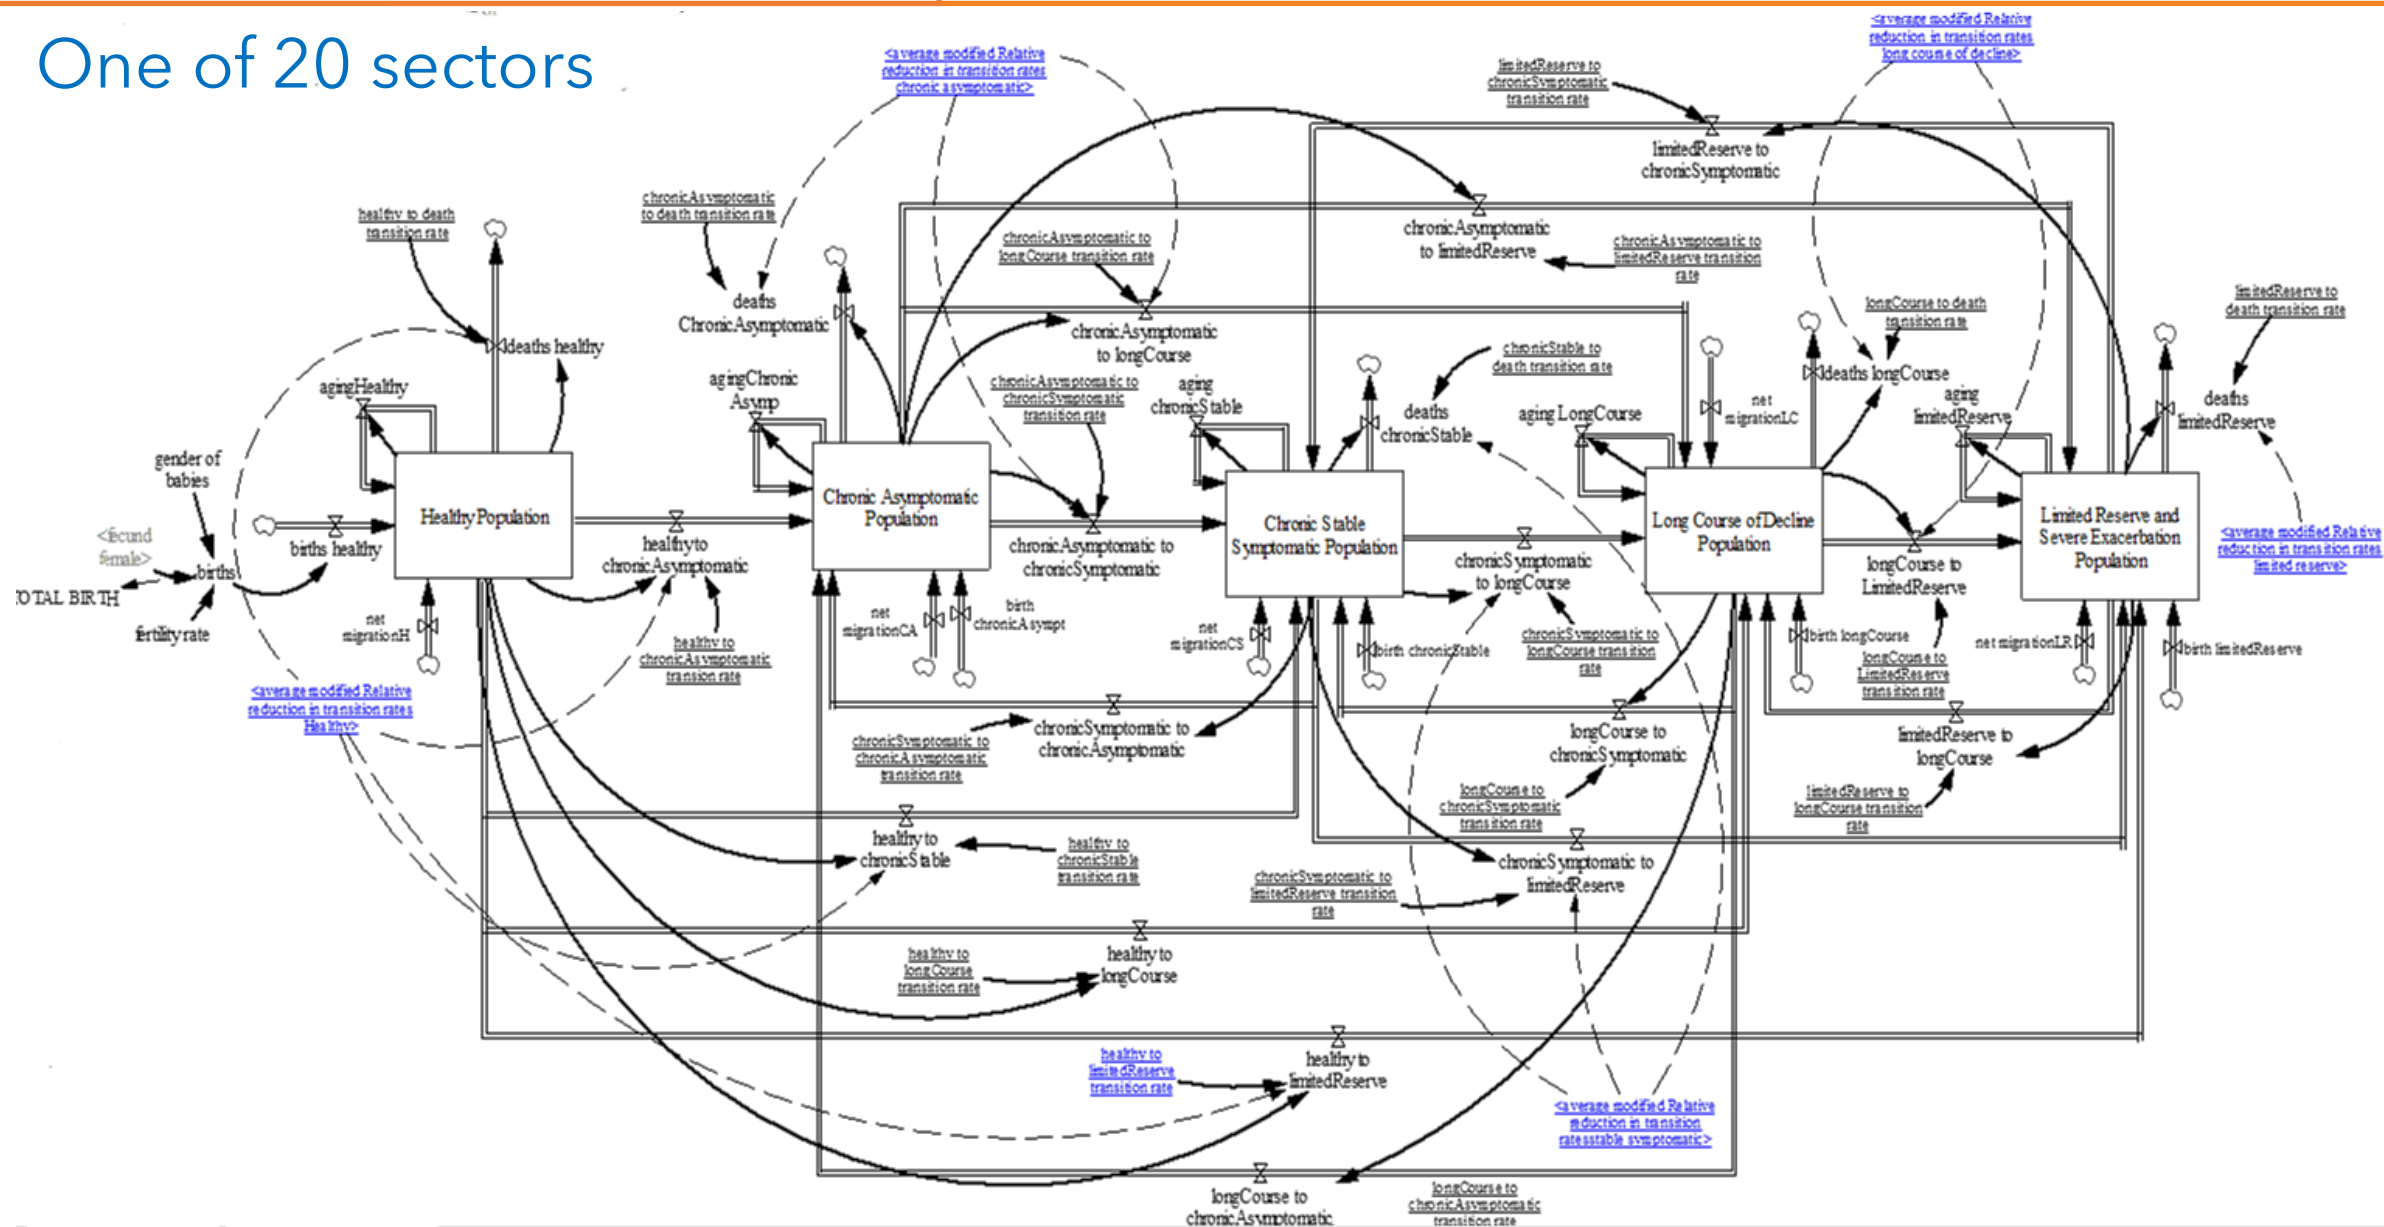 One of 20 sectors
<average modified Relative
reduction in transition rates
chronic asymptomatic>
<average modified Relative
reduction in transition rates
long course of decline>
limitedReserve to
chronicSymptomatic
transition rate
limitedReserve to
chronicSymptomatic
healthy to death
transition rate
chronicAsymptomatic
to death transition rate
chronicAsymptomatic to
longCourse transition rate
chronicAsymptomatic
to limitedReserve
chronicAsymptomatic to
limitedReserve transition
rate
deaths
ChronicAsymptomatic
chronicAsymptomatic
to longCourse
longCourse to death
transition rate
limitedReserve to
death transition rate
deaths healthy
agingHealthy
agingChronic
Asymp
chronicAsymptomatic to
chronicSymptomatic
transition rate
aging
chronicStable
chronicStable to
death transition rate
deaths
chronicStable
aging LongCourse
net
migrationLC
deaths longCourse
aging
limitedReserve
deaths
limitedReserve
gender of
babies
<fecund
female>
births
TOTAL BIRTH
fertility rate
births healthy
Healthy Population
healthy to
chronicAsymptomatic
Chronic Asymptomatic
Population
chronicAsymptomatic to
chronicSymptomatic
Chronic Stable
Symptomatic Population
chronicSymptomatic
to longCourse
Long Course of Decline
Population
longCourse to
LimitedReserve
Limited Reserve and
Severe Exacerbation
Population
<average modified Relative
reduction in transition rates
limited reserve>
net
migrationH
healthy to
chronicAsymptomatic
transion rate
net
migrationCA
birth
chronicAsympt
net
migrationCS
birth chronicStable
chronicSymptomatic to
longCourse transition
rate
birth longCourse
longCourse to
LimitedReserve
transition rate
net migrationLR
birth limitedReserve
<average modified Relative
reduction in transition rates
Healthy>
chronicSymptomatic to
chronicAsymptomatic
transition rate
chronicSymptomatic to
chronicAsymptomatic
longCourse to
chronicSymptomatic
longCourse to
chronicSymptomatic
transition rate
limitedReserve to
longCourse
limitedReserve to
longCourse transition
rate
healthy to
chronicStable
healthy to
chronicStable
transition rate
chronicSymptomatic to
limitedReserve
chronicSymptomatic to
limitedReserve transition
rate
healthy to
longCourse
transition rate
healthy to
longCourse
healthy to
limitedReserve
transition rate
healthy to
limitedReserve
<average modified Relative
reduction in transition
ratesstable symptomatic>
longCourse to
chronicAsymptomatic
longCourse to
chronicAsymptomatic
transition rate